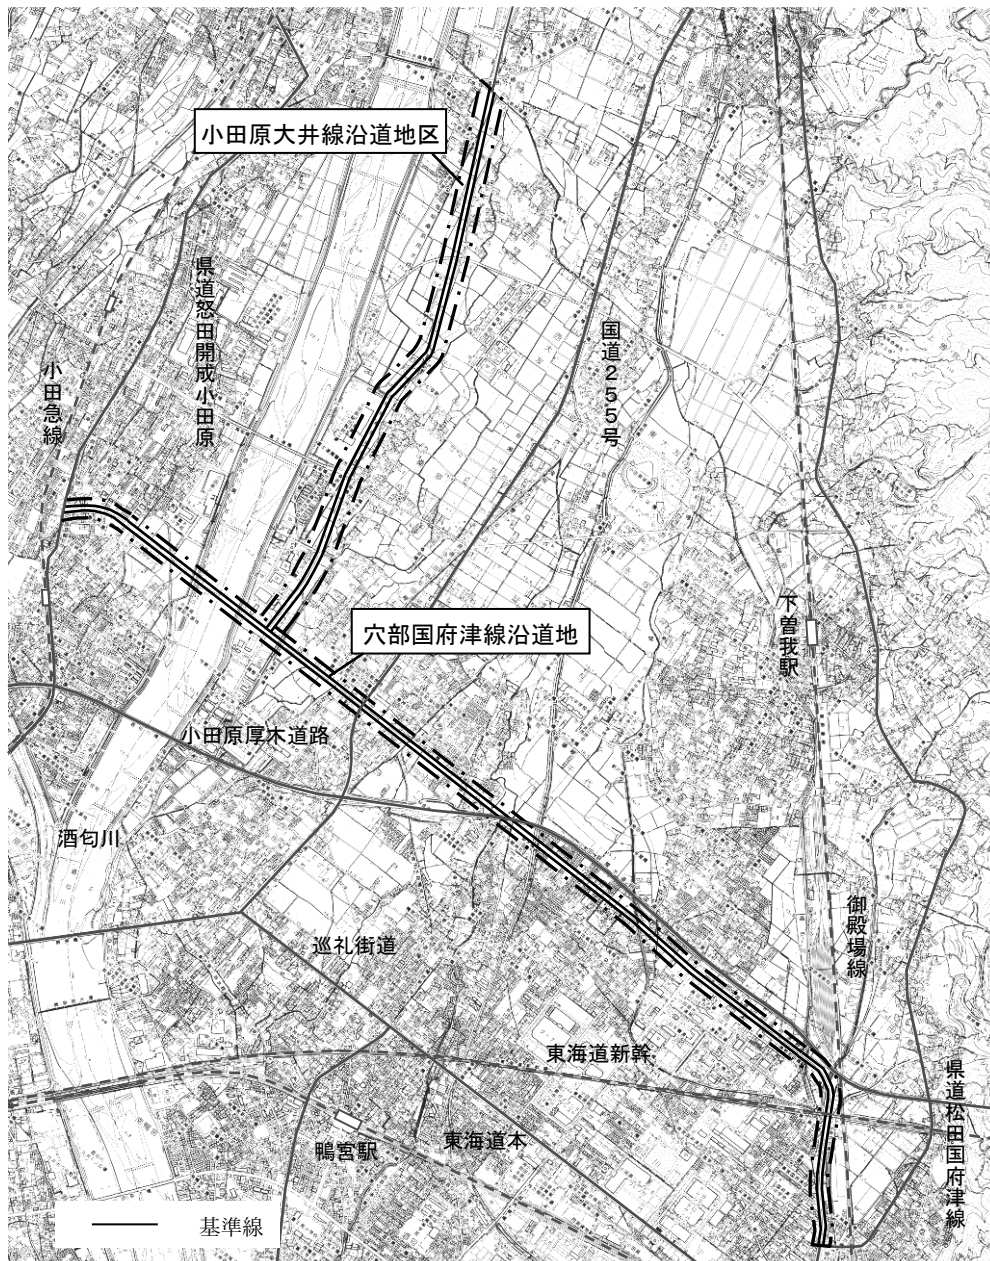 小田原大井線沿道地区
県道怒田開成小田原
小田急線
国道255号
下曽我駅
穴部国府津線沿道地
小田原厚木道路
酒匂川
御殿場線
巡礼街道
東海道新幹
県道松田国府津線
東海道本
鴨宮駅
基準線